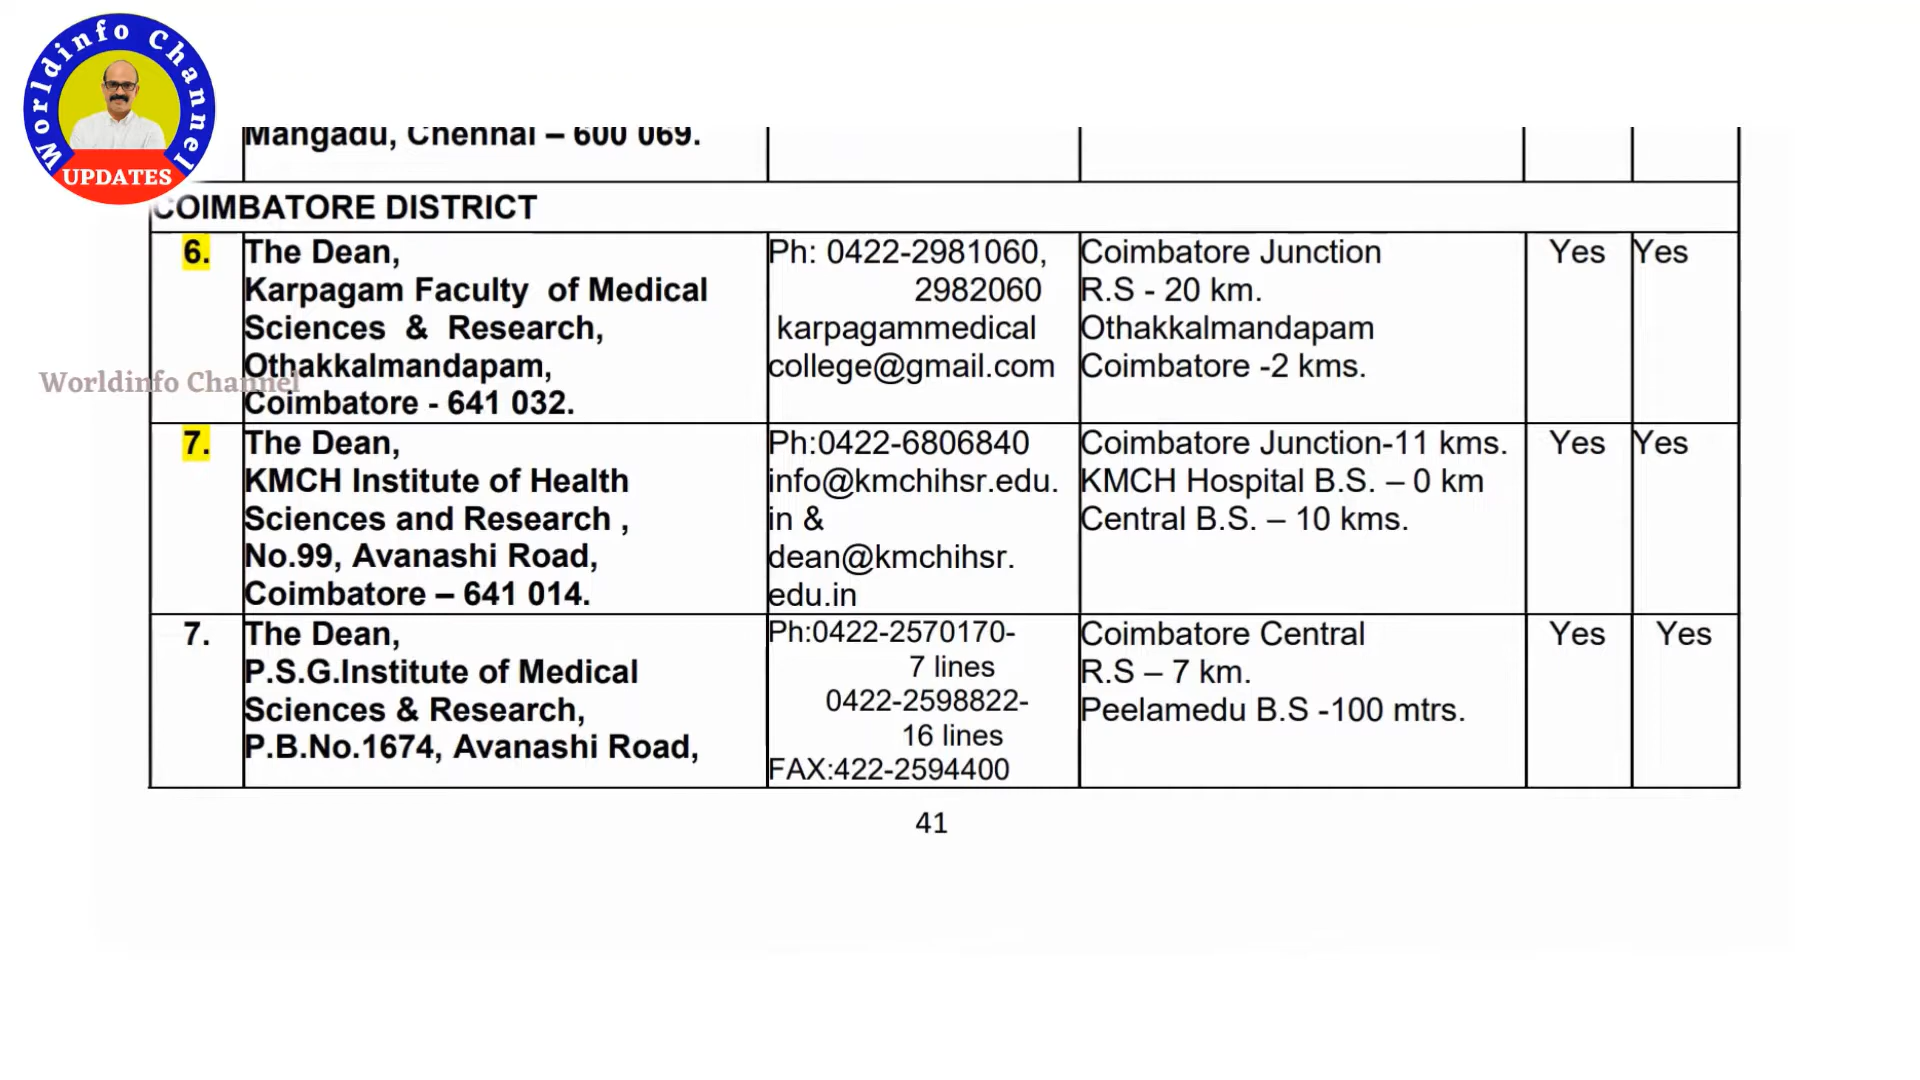 Worldinfo Channel
UPDATES
Mangadu, Chennai – 600 069.
COIMBATORE DISTRICT
6.
The Dean,
Karpagam Faculty of Medical
Sciences & Research,
Othakkalmandapam,
Coimbatore - 641 032.
Ph: 0422-2981060,
2982060
karpagammedical
college@gmail.com
Coimbatore Junction
R.S - 20 km.
Othakkalmandapam
Coimbatore -2 kms.
Yes
Yes
Worldinfo Channel
7.
The Dean,
KMCH Institute of Health
Sciences and Research ,
No.99, Avanashi Road,
Coimbatore – 641 014.
Ph:0422-6806840
info@kmchihsr.edu.
in &
dean@kmchihsr.
edu.in
Coimbatore Junction-11 kms.
KMCH Hospital B.S. – 0 km
Central B.S. – 10 kms.
Yes
Yes
7.
The Dean,
P.S.G.Institute of Medical
Sciences & Research,
P.B.No.1674, Avanashi Road,
Ph:0422-2570170-
7 lines
0422-2598822-
16 lines
FAX:422-2594400
Coimbatore Central
R.S – 7 km.
Peelamedu B.S -100 mtrs.
Yes
Yes
41